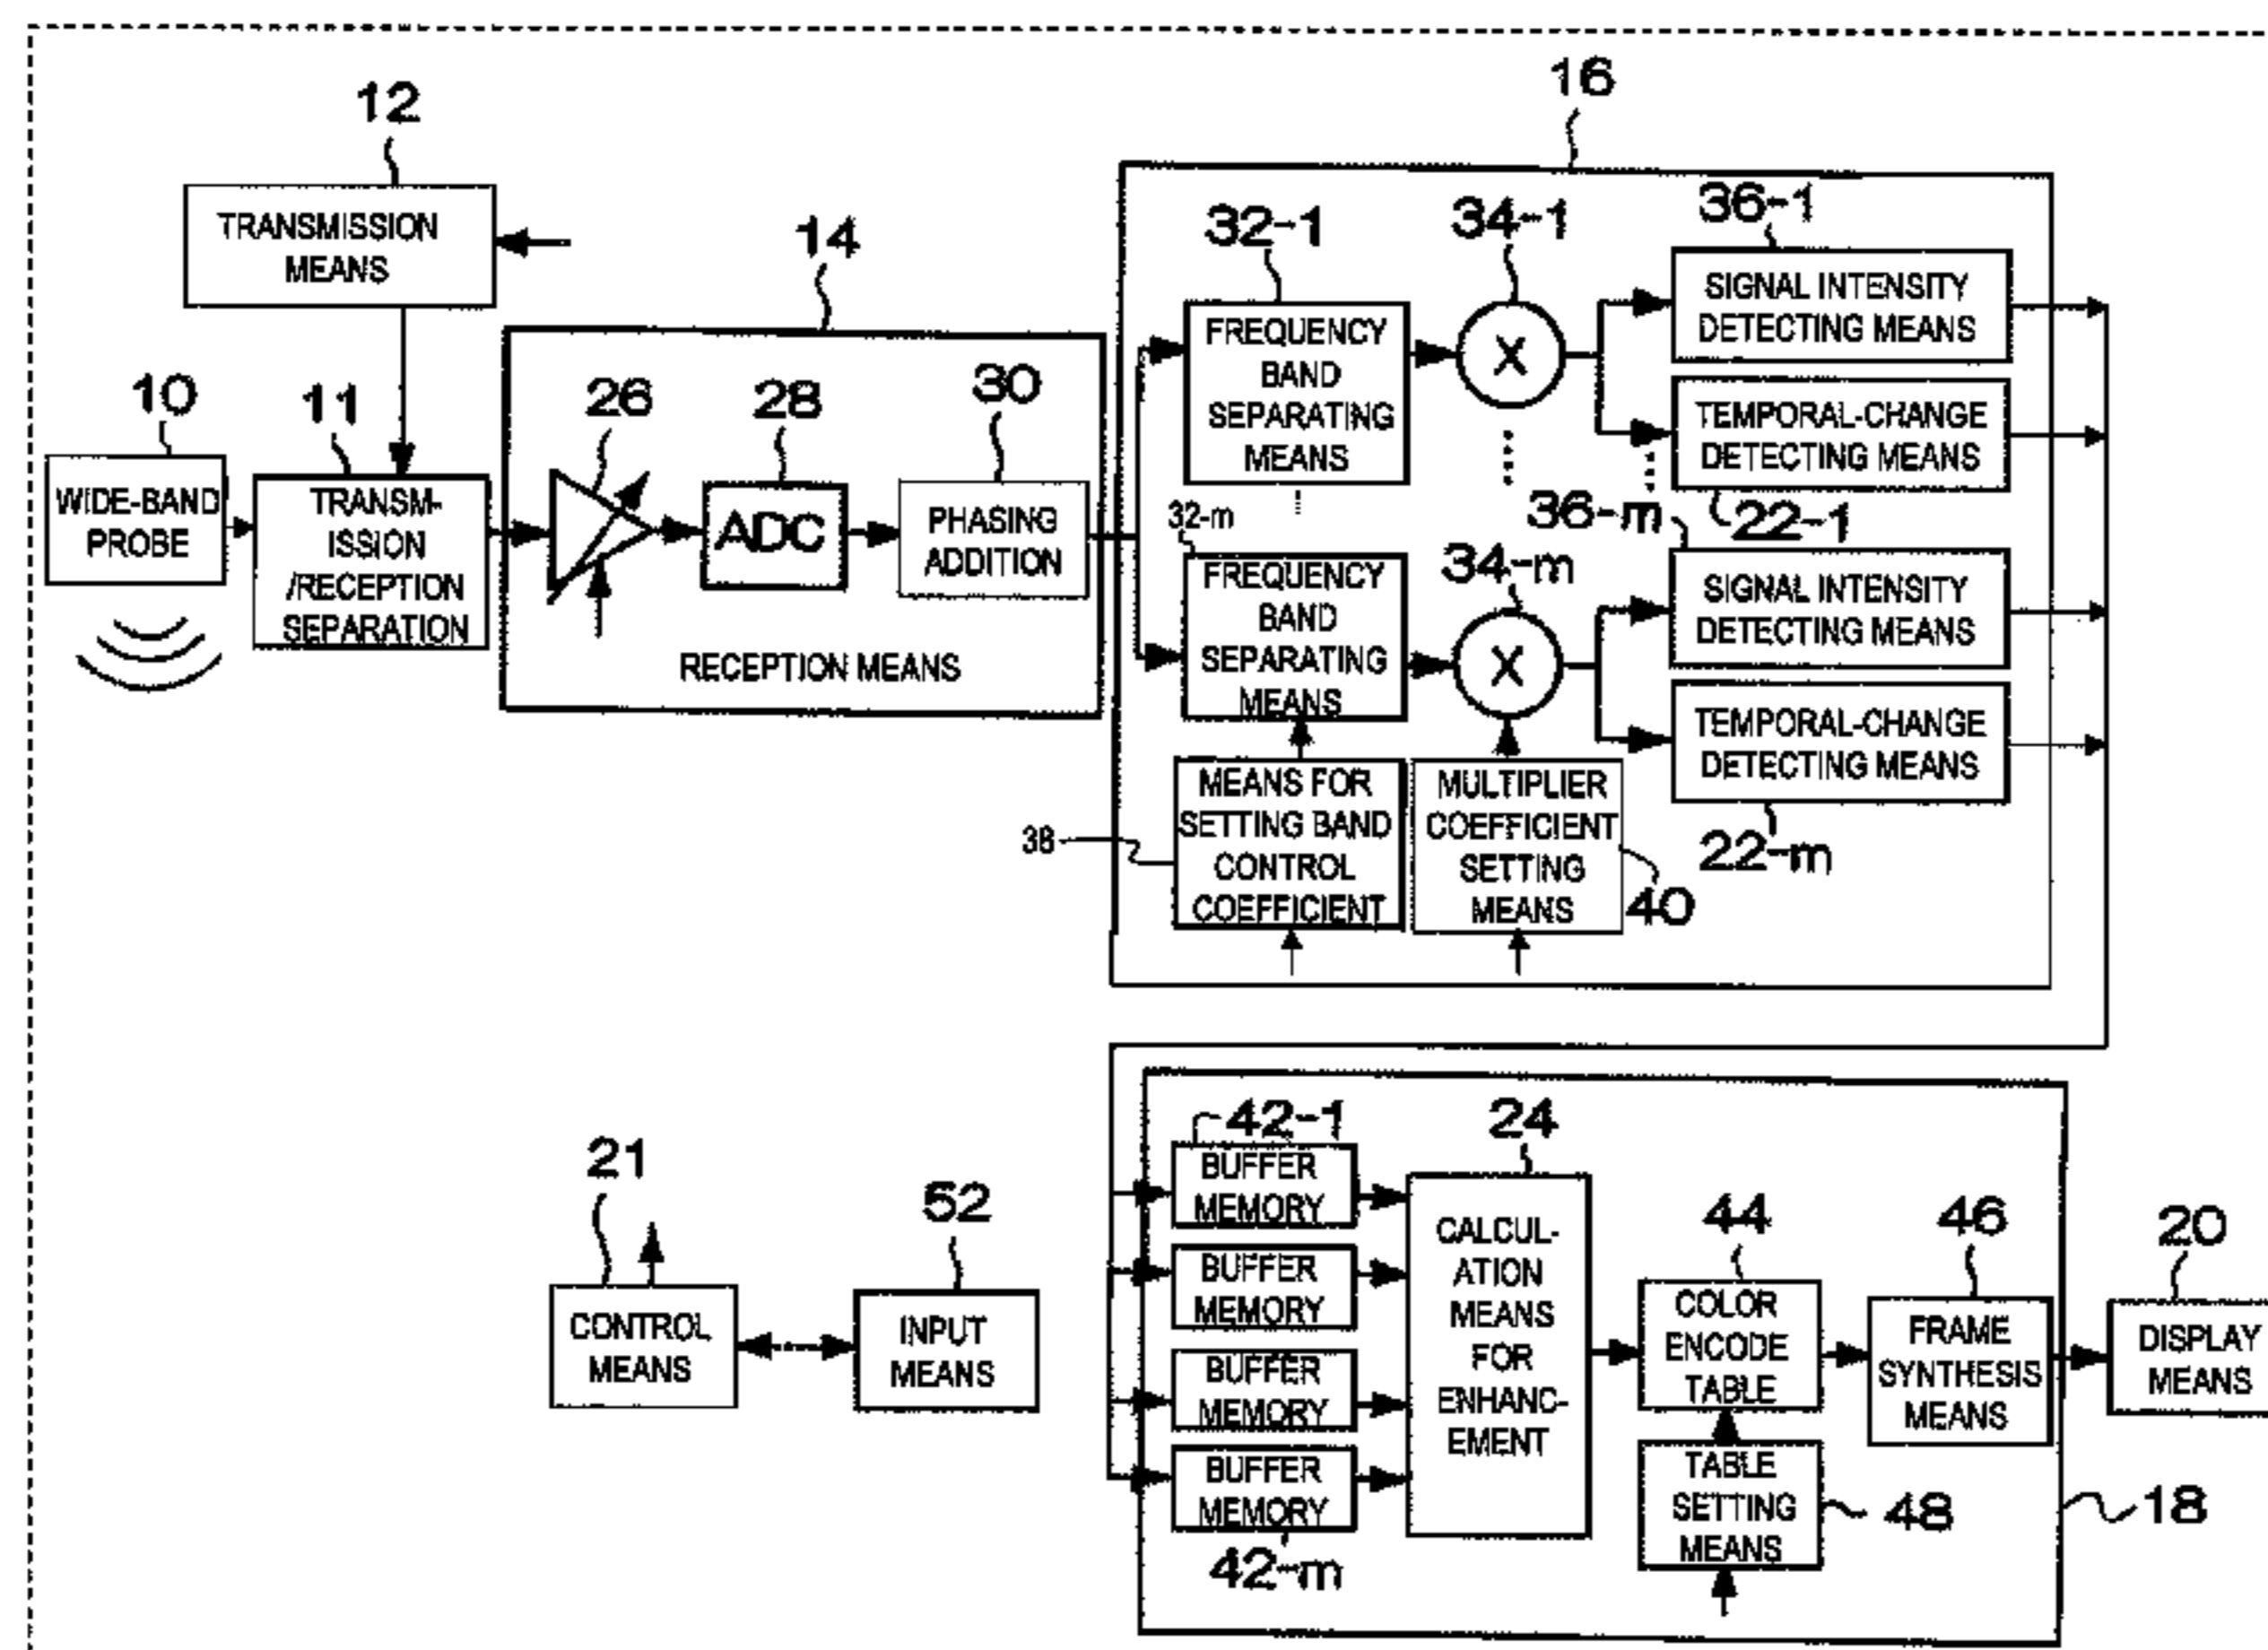 16
12
TRANSMISSION
MEANS
14
32-1
34-1
36-1
FREQUENCY
BAND
SEPARATING
MEANS
X
SIGNAL INTENSITY
DETECTING MEANS
TEMPORAL-CHANGE
DETECTING MEANS
22-1
10
WIDE-BAND
PROBE
11
TRANSM-
ISSION
/RECEPTION
SEPARATION
26
28
ADC
30
PHASING
ADDITION
RECEPTION MEANS
32-m
FREQUENCY
BAND
SEPARATING
MEANS
34-m
X
36-m
SIGNAL INTENSITY
DETECTING MEANS
TEMPORAL-CHANGE
DETECTING MEANS
22-m
38
MEANS FOR
SETTING BAND
CONTROL
COEFFICIENT
MULTIPLIER
COEFFICIENT
SETTING
MEANS
40
21
CONTROL
MEANS
52
INPUT
MEANS
42-1
BUFFER
MEMORY
BUFFER
MEMORY
BUFFER
MEMORY
BUFFER
MEMORY
42-m
24
CALCUL-
ATION
MEANS
FOR
ENHANC-
EMENT
44
COLOR
ENCODE
TABLE
46
FRAME
SYNTHESIS
MEANS
20
DISPLAY
MEANS
TABLE
SETTING
MEANS
48
18